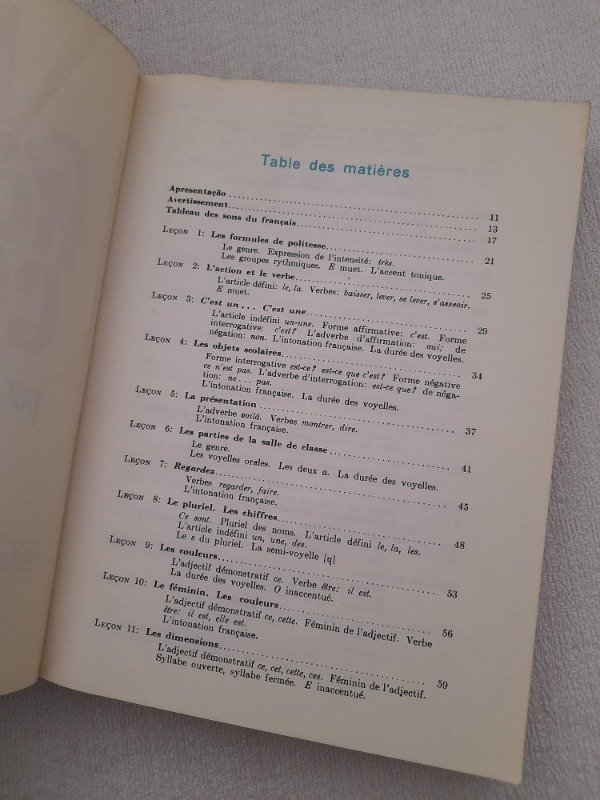 Table des matières
Apresentação 11
Avertissement 13
Tableau des sons du français 17
Leçon 1: Les formules de politesse 21
Le genre. Expression de l'intensité: très.
Les groupes rythmiques. E muet. L'accent tonique.
Leçon 2: L'action et le verbe 25
L'article défini: le, la. Verbes: baisser, lever, se lever, s'asseoir.
E muet.
Leçon 3: C'est un... C'est une 29
L'article indéfini un-une. Forme affirmative: c'est. Forme
interrogative: c'est? L'adverbe d'affirmation: oui; de
négation: non. L'intonation française. La durée des voyelles.
Leçon 4: Les objets scolaires 34
Forme interrogative est-ce? est-ce que c'est? Forme négative
ce n'est pas. L'adverbe d'interrogation: est-ce que? de néga-
tion: ne... pas.
L'intonation française. La durée des voyelles.
Leçon 5: La présentation 37
L'adverbe voilà. Verbes montrer, dire.
L'intonation française.
Leçon 6: Les parties de la salle de classe 41
Le genre.
Les voyelles orales. Les deux a. La durée des voyelles.
Leçon 7: Regardez 45
Verbes regarder, faire.
L'intonation française.
Leçon 8: Le pluriel. Les chiffres 48
Ce sont. Pluriel des noms. L'article défini le, la, les.
L'article indéfini un, une, des.
Le s du pluriel. La semi-voyelle [ɥ]
Leçon 9: Les couleurs 53
L'adjectif démonstratif ce. Verbe être: il est.
La durée des voyelles. O inaccentué.
Leçon 10: Le féminin. Les couleurs 56
L'adjectif démonstratif ce, cette. Féminin de l'adjectif. Verbe
être: il est, elle est.
L'intonation française.
Leçon 11: Les dimensions 59
L'adjectif démonstratif ce, cet, cette, ces. Féminin de l'adjectif.
Syllabe ouverte, syllabe fermée. E inaccentué.